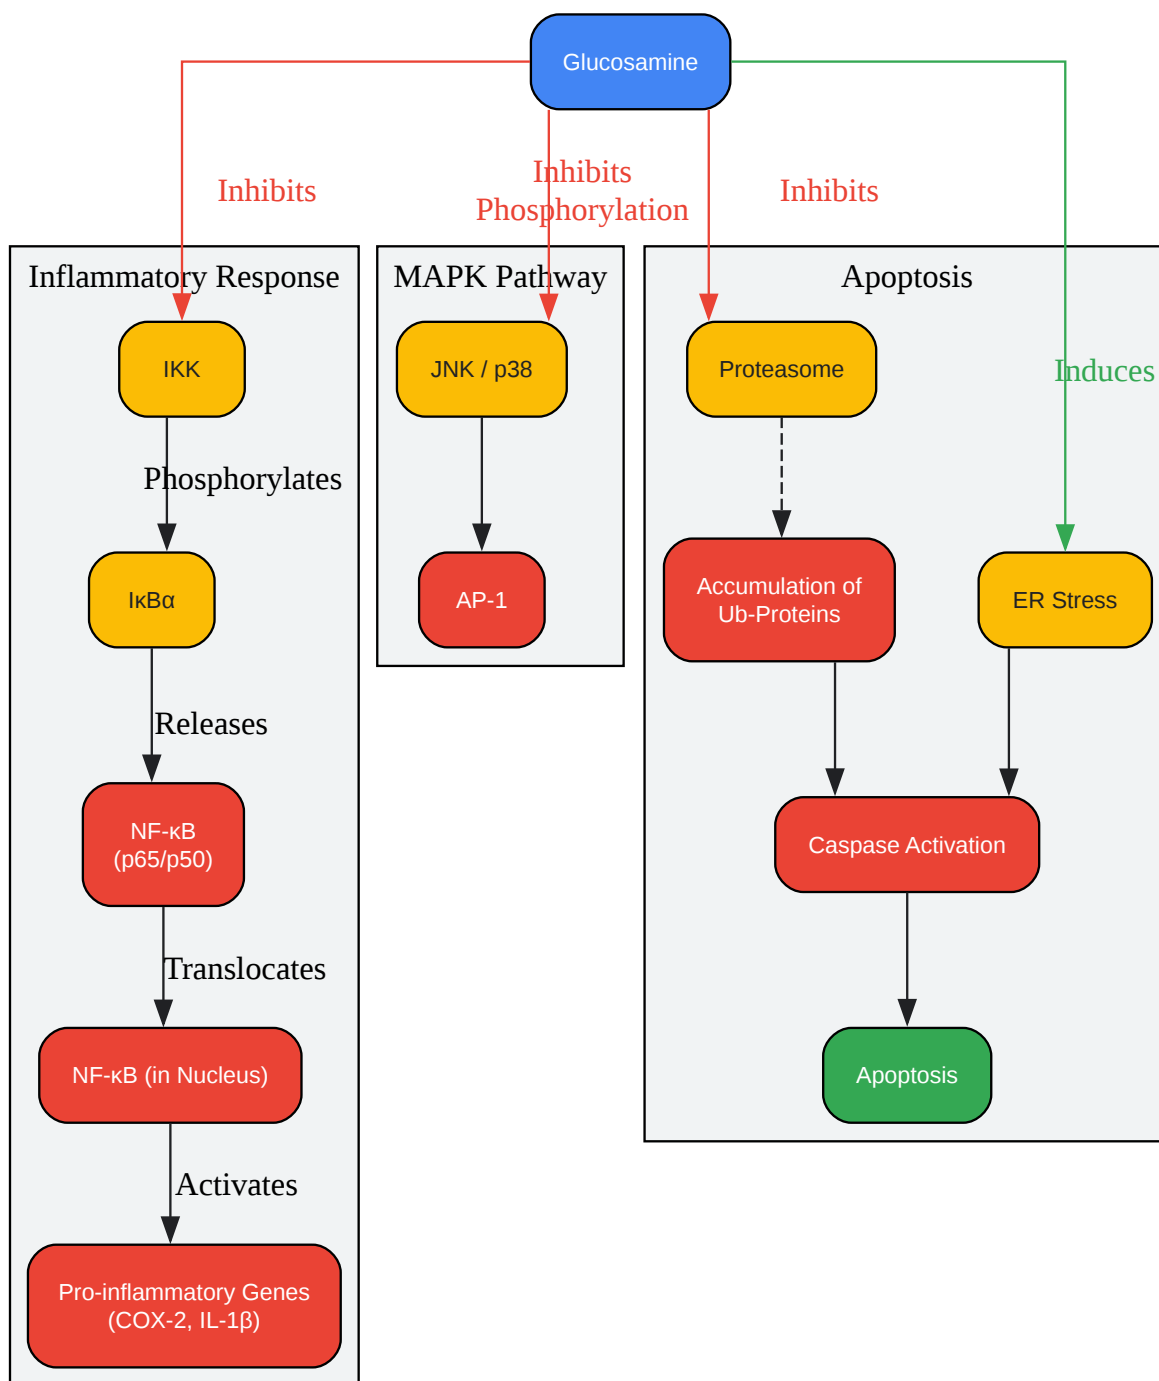 Glucosamine
Inhibits
Inhibits
Phosphorylation
Inhibits
Inflammatory Response
MAPK Pathway
Apoptosis
IKK
JNK / p38
Proteasome
Induces
Phosphorylates
IκBα
AP-1
Accumulation of
Ub-Proteins
ER Stress
Releases
NF-κB
(p65/p50)
Caspase Activation
Translocates
NF-κB (in Nucleus)
Apoptosis
Activates
Pro-inflammatory Genes
(COX-2, IL-1β)